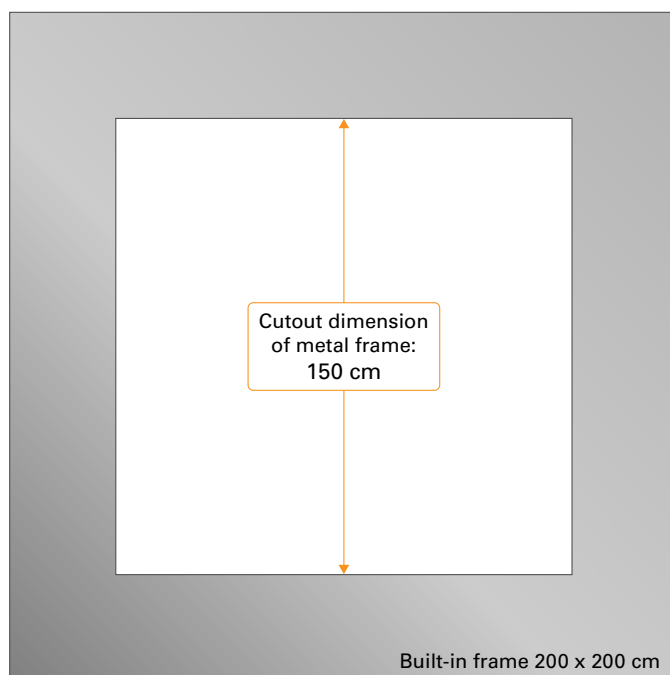 Cutout dimension
of metal frame:
150 cm
Built-in frame 200 x 200 cm